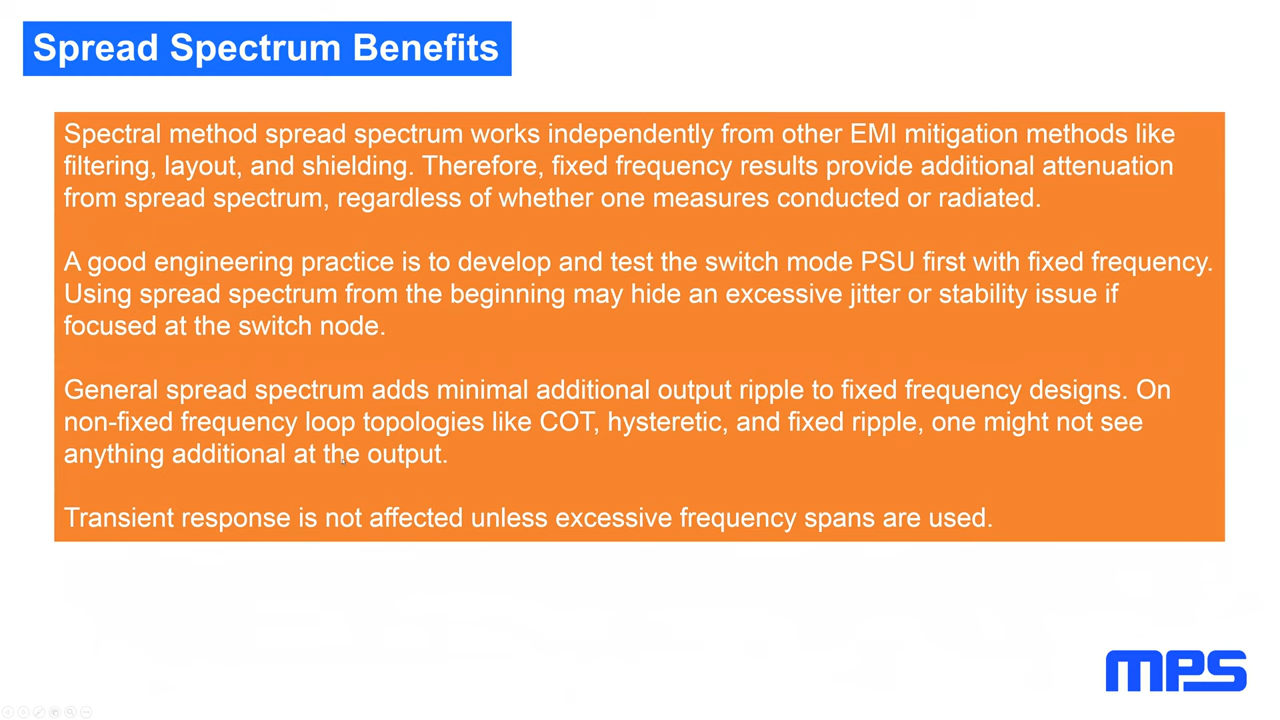 Spread Spectrum Benefits
Spectral method spread spectrum works independently from other EMI mitigation methods like
filtering, layout, and shielding. Therefore, fixed frequency results provide additional attenuation
from spread spectrum, regardless of whether one measures conducted or radiated.
A good engineering practice is to develop and test the switch mode PSU first with fixed frequency.
Using spread spectrum from the beginning may hide an excessive jitter or stability issue if
focused at the switch node.
General spread spectrum adds minimal additional output ripple to fixed frequency designs. On
non-fixed frequency loop topologies like COT, hysteretic, and fixed ripple, one might not see
anything additional at the output.
Transient response is not affected unless excessive frequency spans are used.
mPS